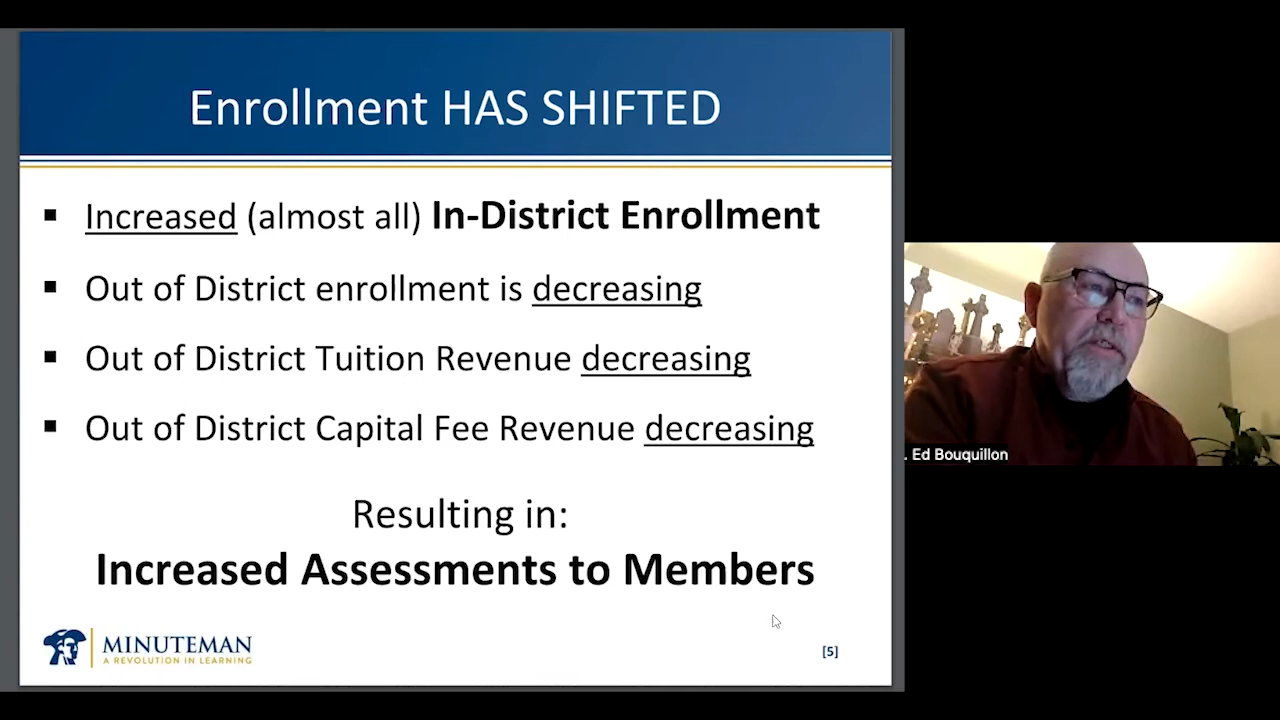 Enrollment HAS SHIFTED
▪ Increased (almost all) In-District Enrollment
▪ Out of District enrollment is decreasing
▪ Out of District Tuition Revenue decreasing
▪ Out of District Capital Fee Revenue decreasing
Resulting in:
Increased Assessments to Members
MINUTEMAN
A REVOLUTION IN LEARNING
[5]
. Ed Bouquillon